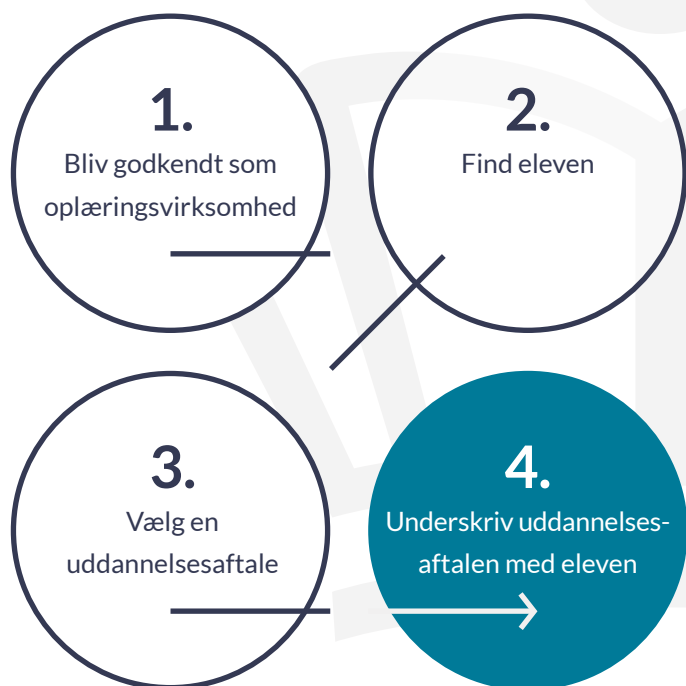 1.
Bliv godkendt som
oplæringsvirksomhed
2.
Find eleven
3.
Vælg en
uddannelsesaftale
4.
Underskriv uddannelses-
aftalen med eleven